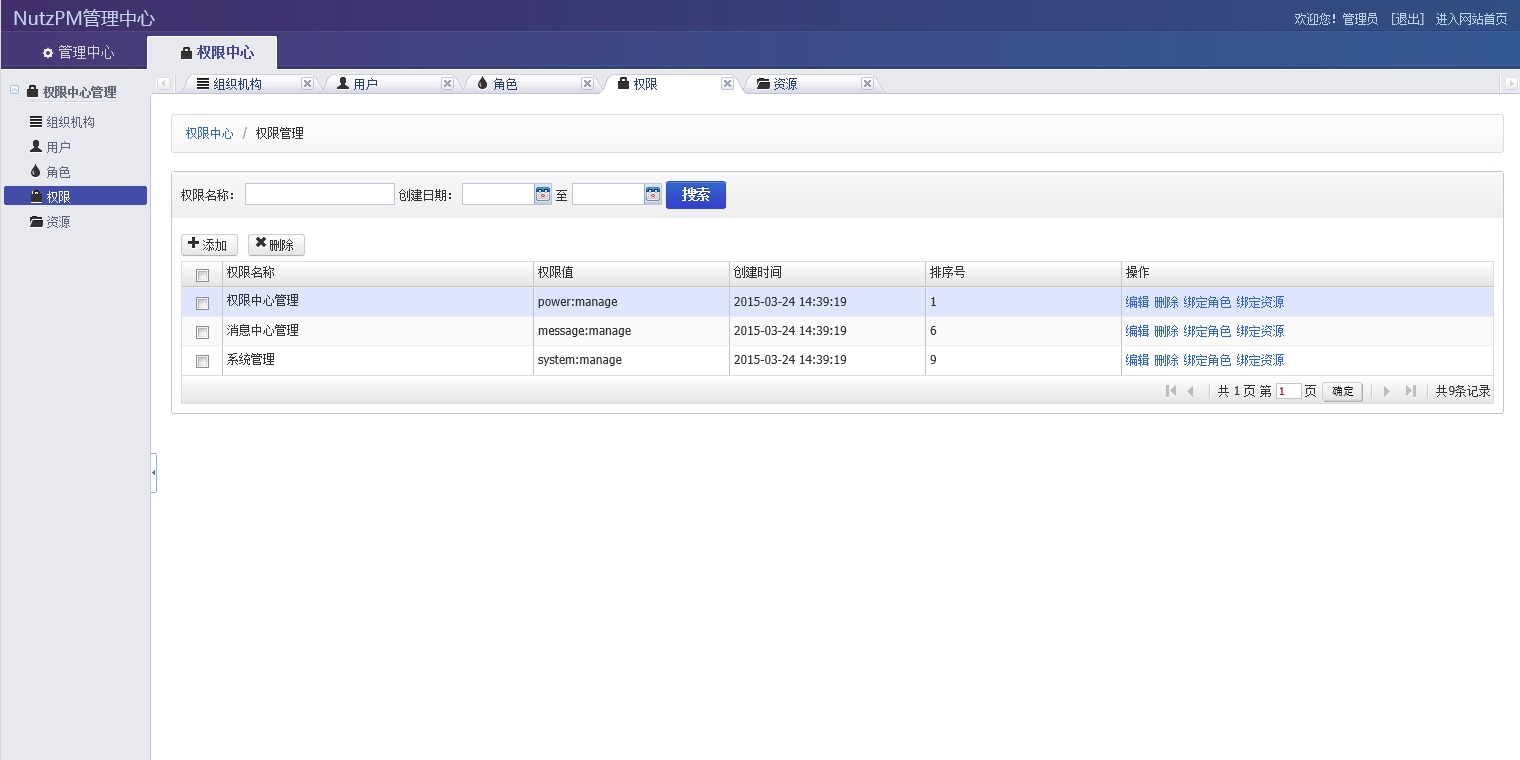 NutzPM管理中心
欢迎您！管理员 [退出] 进入网站首页
管理中心 权限中心
组织机构 用户 角色 权限 资源
权限中心管理
组织机构
用户
角色
权限
资源
权限中心 / 权限管理
权限名称： 创建日期： 至 搜索
添加 删除
权限名称 权限值 创建时间 排序号 操作
权限中心管理 power:manage 2015-03-24 14:39:19 1 编辑 删除 绑定角色 绑定资源
消息中心管理 message:manage 2015-03-24 14:39:19 6 编辑 删除 绑定角色 绑定资源
系统管理 system:manage 2015-03-24 14:39:19 9 编辑 删除 绑定角色 绑定资源
共 1 页 第 1 页 确定 共9条记录